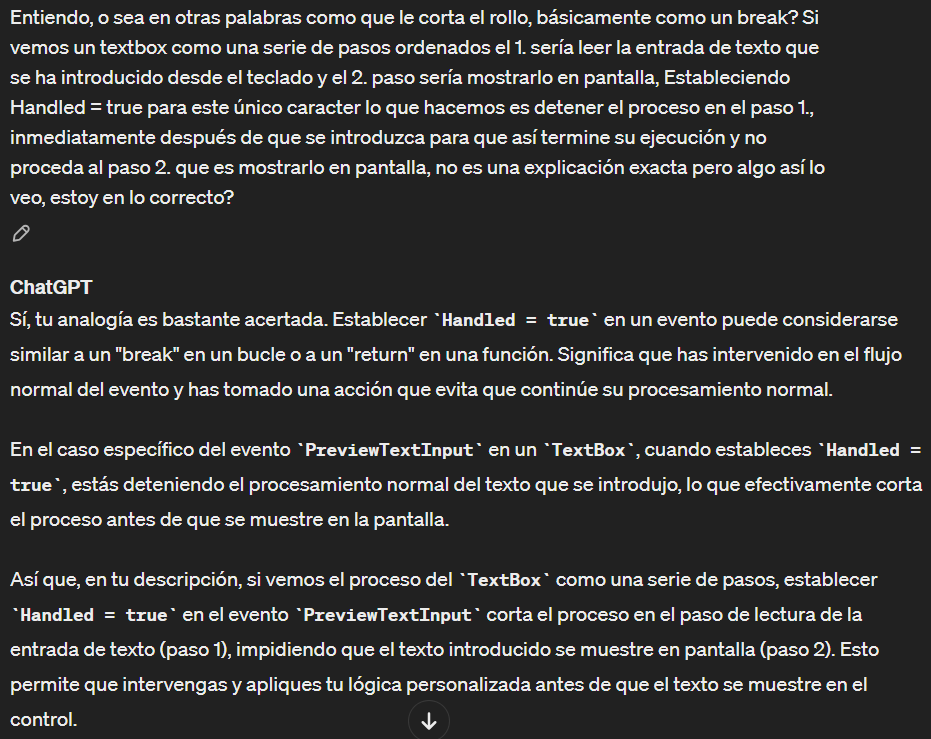 Entiendo, o sea en otras palabras como que le corta el rollo, básicamente como un break? Si
vemos un textbox como una serie de pasos ordenados el 1. sería leer la entrada de texto que
se ha introducido desde el teclado y el 2. paso sería mostrarlo en pantalla, Estableciendo
Handled = true para este único caracter lo que hacemos es detener el proceso en el paso 1.,
inmediatamente después de que se introduzca para que así termine su ejecución y no
proceda al paso 2. que es mostrarlo en pantalla, no es una explicación exacta pero algo así lo
veo, estoy en lo correcto?
ChatGPT
Sí, tu analogía es bastante acertada. Establecer `Handled = true` en un evento puede considerarse
similar a un "break" en un bucle o a un "return" en una función. Significa que has intervenido en el flujo
normal del evento y has tomado una acción que evita que continúe su procesamiento normal.
En el caso específico del evento `PreviewTextInput` en un `TextBox`, cuando estableces `Handled =
true`, estás deteniendo el procesamiento normal del texto que se introdujo, lo que efectivamente corta
el proceso antes de que se muestre en la pantalla.
Así que, en tu descripción, si vemos el proceso del `TextBox` como una serie de pasos, establecer
`Handled = true` en el evento `PreviewTextInput` corta el proceso en el paso de lectura de la
entrada de texto (paso 1), impidiendo que el texto introducido se muestre en pantalla (paso 2). Esto
permite que intervengas y apliques tu lógica personalizada antes de que el texto se muestre en el
control.